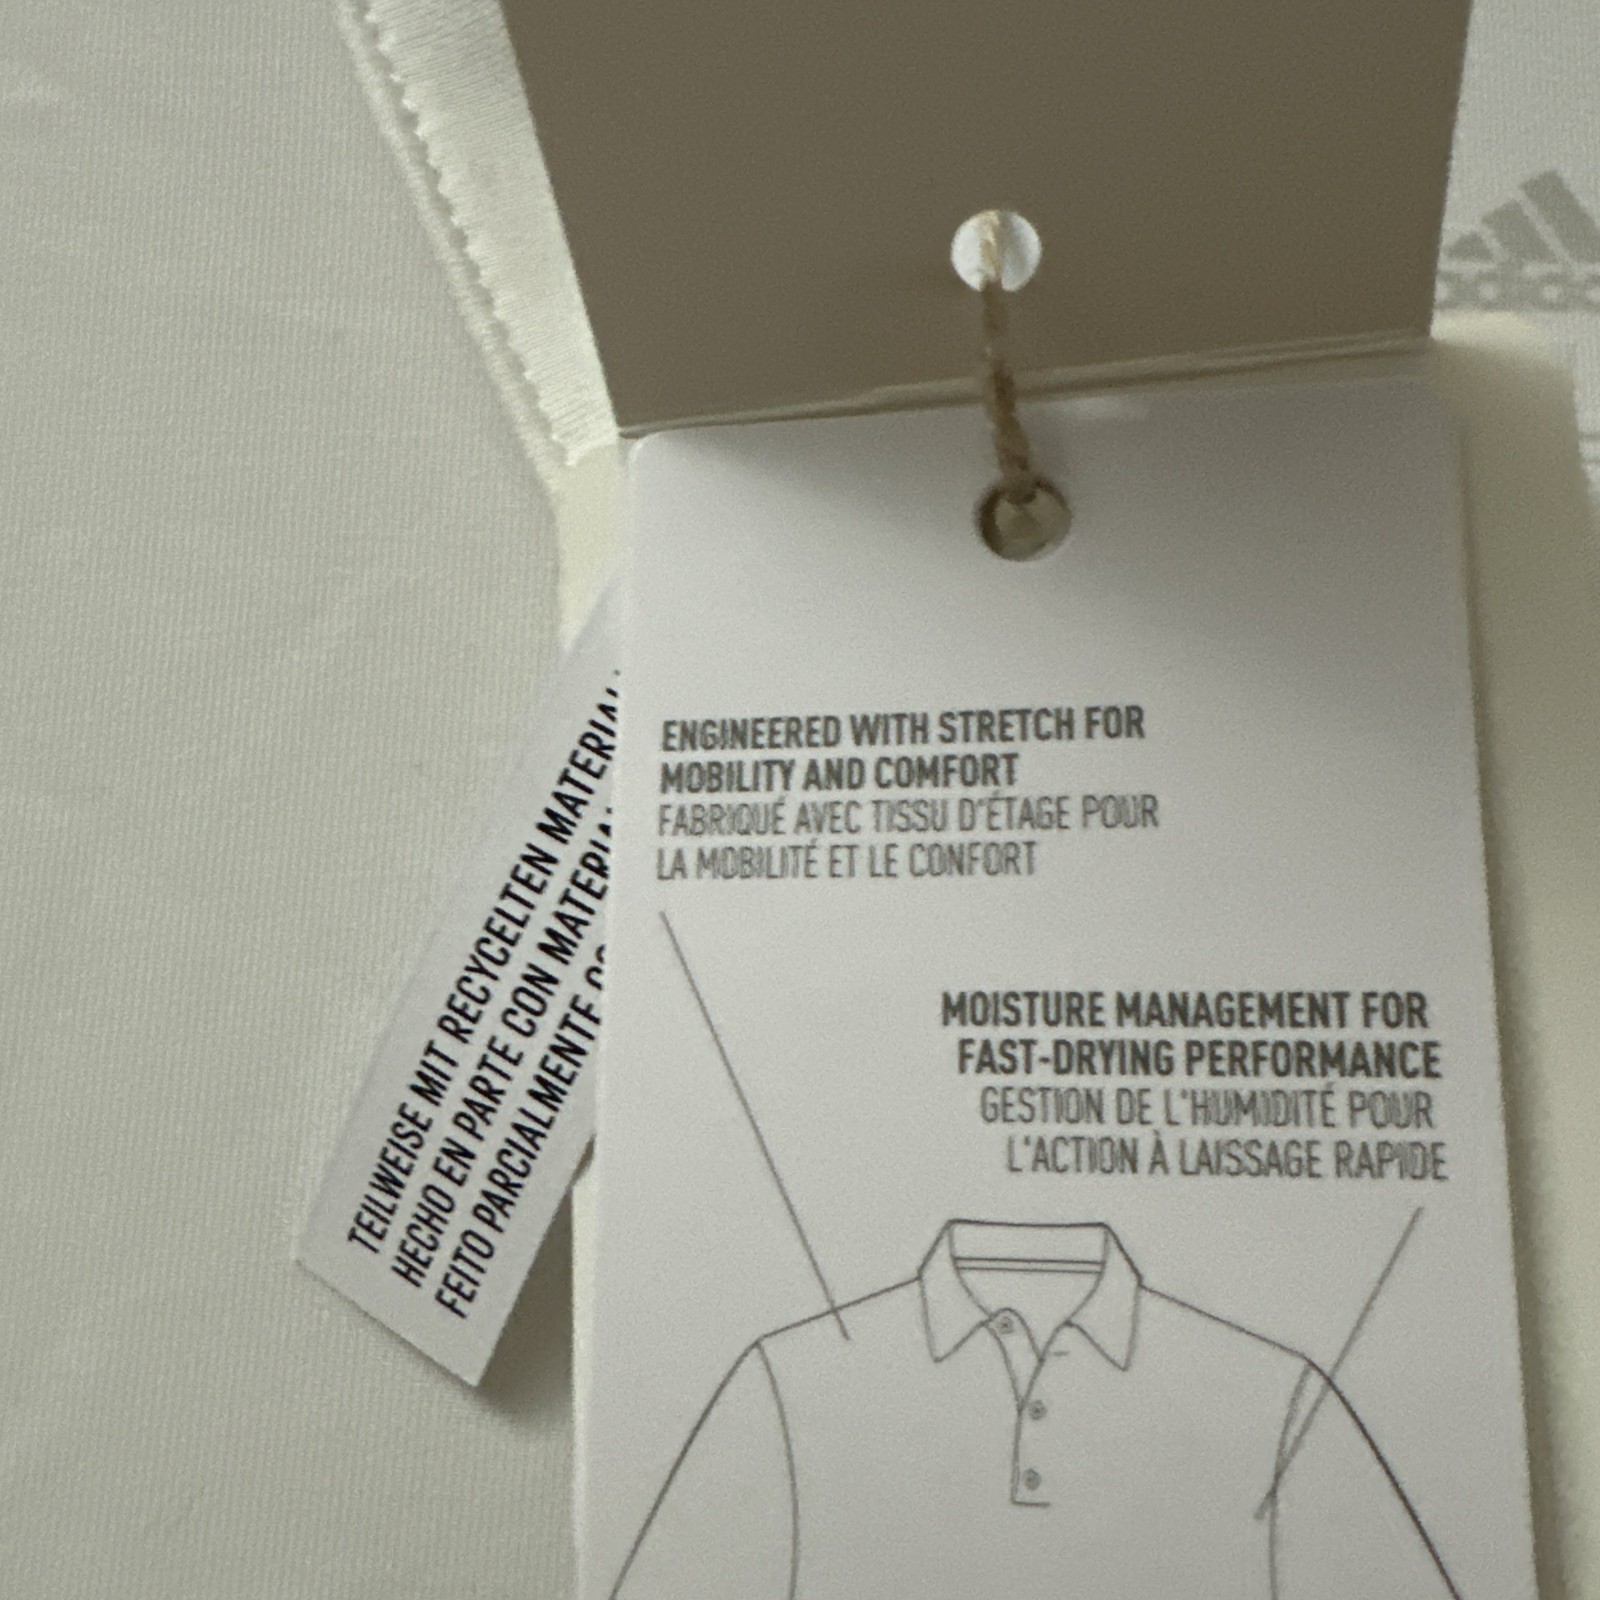 ENGINEERED WITH STRETCH FOR
MOBILITY AND COMFORT
FABRIQUÉ AVEC TISSU D'ÉTAGE POUR
LA MOBILITÉ ET LE CONFORT
MOISTURE MANAGEMENT FOR
FAST-DRYING PERFORMANCE
GESTION DE L'HUMIDITÉ POUR
L'ACTION À LAISSAGE RAPIDE
TEILWEISE MIT RECYCELTEN
HECHO EN PARTE CON
FEITO PARCIALMENTE